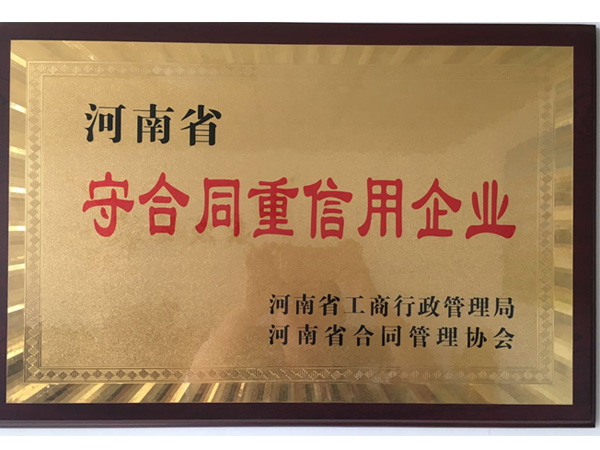 河南省
守合同重信用企业
河南省工商行政管理局
河南省合同管理协会